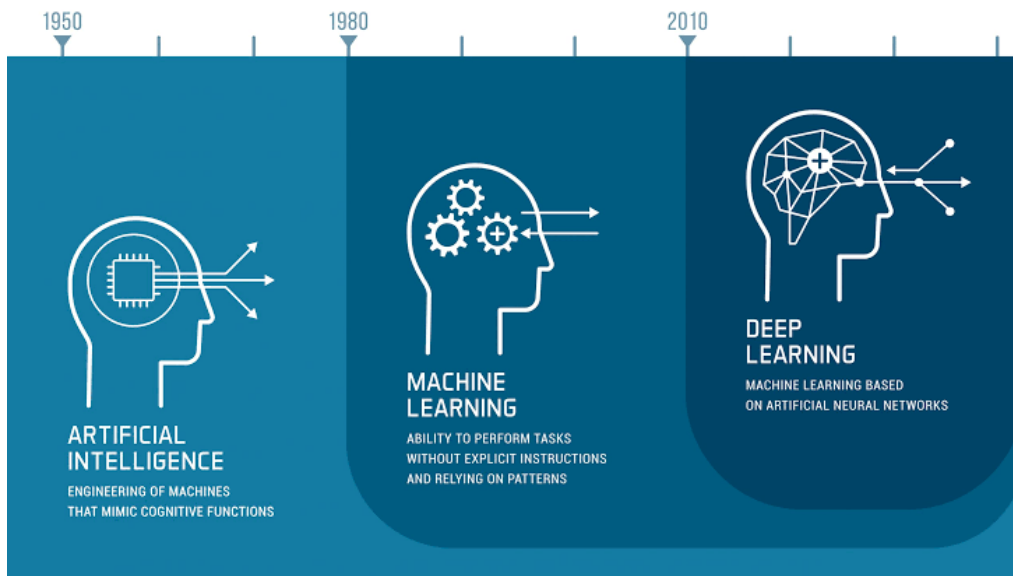 1950
1980
2010
ARTIFICIAL
INTELLIGENCE
ENGINEERING OF MACHINES
THAT MIMIC COGNITIVE FUNCTIONS
MACHINE
LEARNING
ABILITY TO PERFORM TASKS
WITHOUT EXPLICIT INSTRUCTIONS
AND RELYING ON PATTERNS
DEEP
LEARNING
MACHINE LEARNING BASED
ON ARTIFICIAL NEURAL NETWORKS